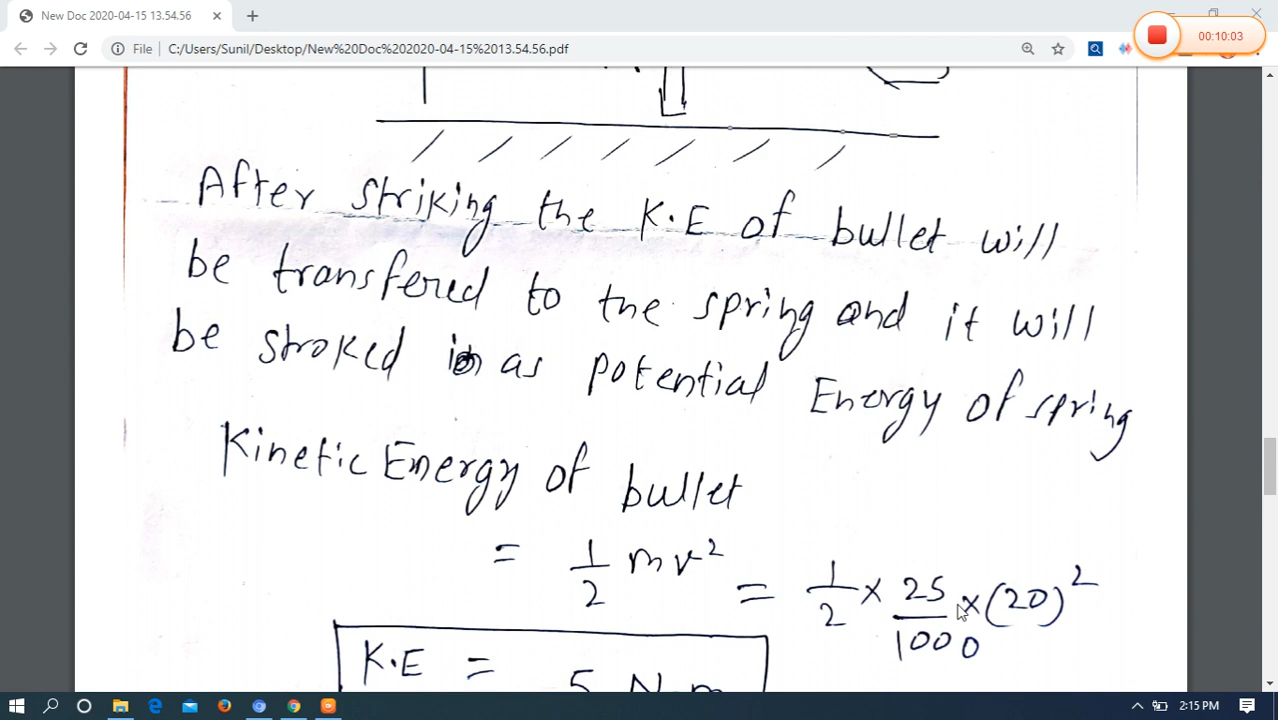 New Doc 2020-04-15 13.54.56
File C:/Users/Sunil/Desktop/New%20Doc%202020-04-15%2013.54.56.pdf
00:10:03
After striking the K.E of bullet will
be transfered to the spring and it will
be stroked as potential Energy of spring
Kinetic Energy of bullet
= 1/2 mv² = 1/2 × 25/1000 × (20)²
K.E = 5 N-m
2:15 PM